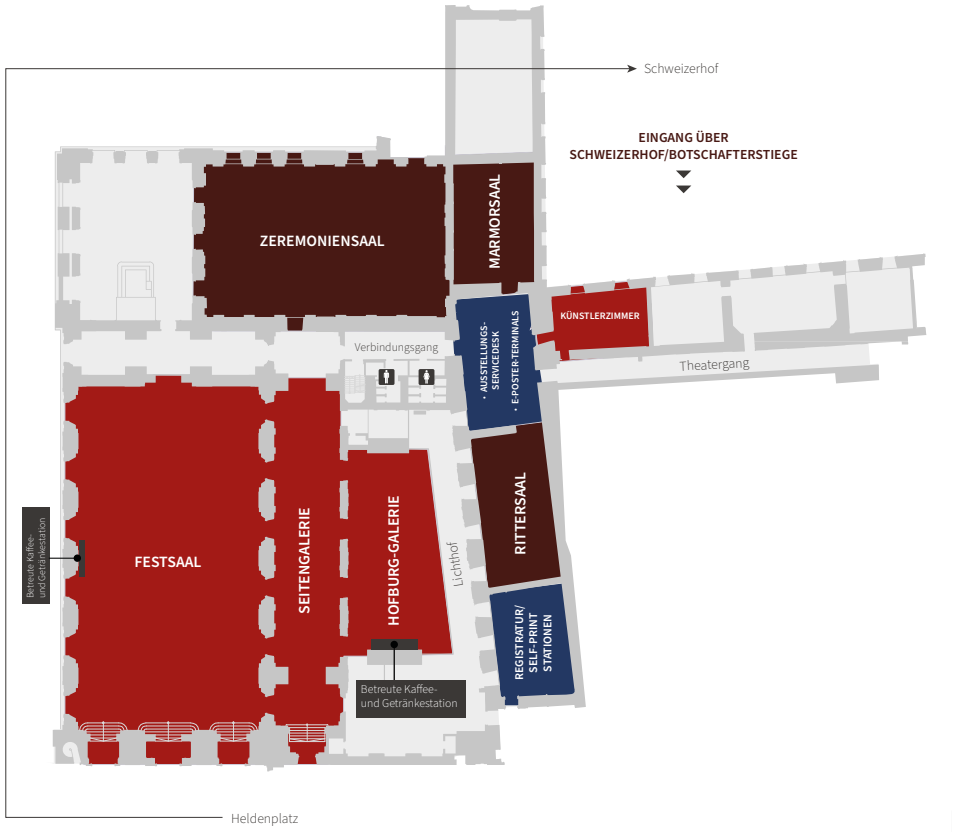 Schweizerhof
EINGANG ÜBER
SCHWEIZERHOF/BOTSCHAFTERSTIEGE
MARMORSAAL
ZEREMONIENSAAL
KÜNSTLERZIMMER
• AUSSTELLUNGS-
SERVICEDESK
• E-POSTER-TERMINALS
Verbindungsgang
Theatergang
RITTERSAAL
SEITENGALERIE
HOFBURG-GALERIE
Lichthof
Betreute Kaffee-
und Getränkestation
FESTSAAL
REGISTRATUR/
SELF-PRINT
STATIONEN
Betreute Kaffee-
und Getränkestation
Heldenplatz